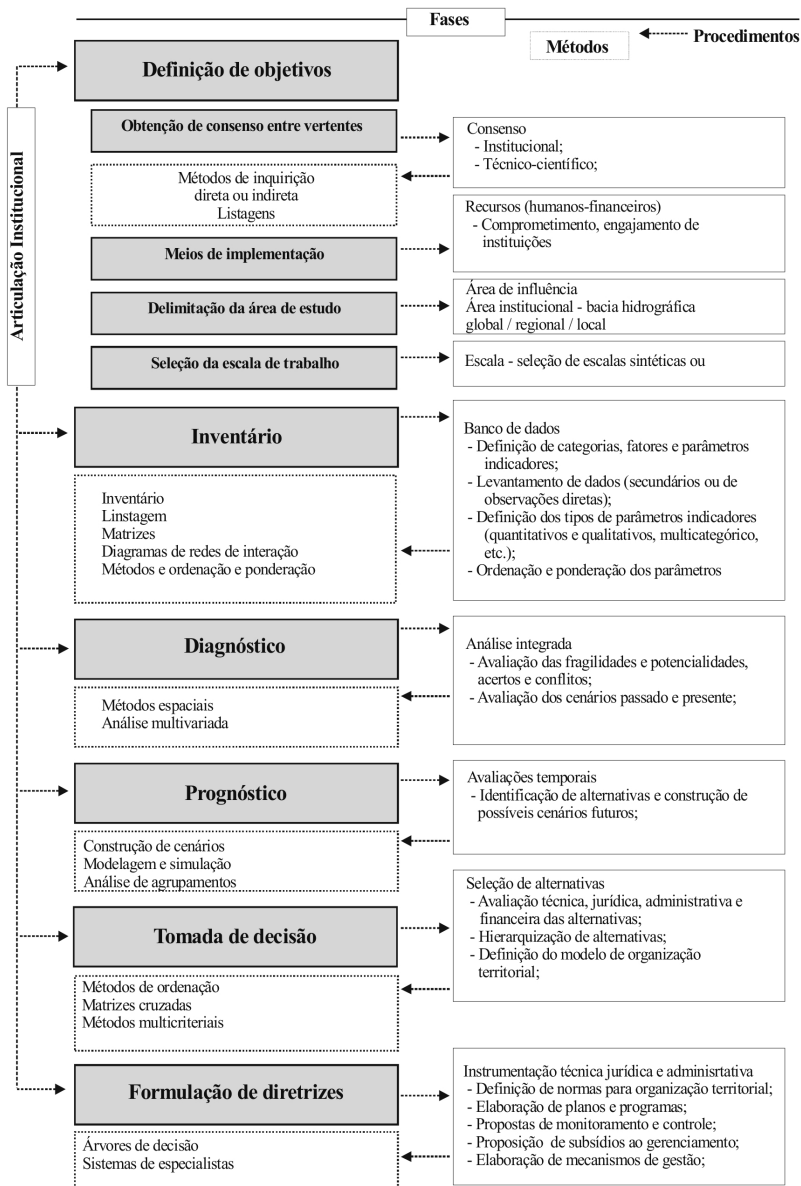 Fases
Métodos
Procedimentos
Articulação Institucional
Definição de objetivos
Obtenção de consenso entre vertentes
Consenso
- Institucional;
- Técnico-científico;
Métodos de inquirição
direta ou indireta
Listagens
Recursos (humanos-financeiros)
- Comprometimento, engajamento de
instituições
Meios de implementação
Delimitação da área de estudo
Área de influência
Área institucional - bacia hidrográfica
global / regional / local
Seleção da escala de trabalho
Escala - seleção de escalas sintéticas ou
Inventário
Banco de dados
- Definição de categorias, fatores e parâmetros
indicadores;
- Levantamento de dados (secundários ou de
observações diretas);
- Definição dos tipos de parâmetros indicadores
(quantitativos e qualitativos, multicategórico,
etc.);
- Ordenação e ponderação dos parâmetros
Inventário
Linstagem
Matrizes
Diagramas de redes de interação
Métodos e ordenação e ponderação
Diagnóstico
Análise integrada
- Avaliação das fragilidades e potencialidades,
acertos e conflitos;
- Avaliação dos cenários passado e presente;
Métodos espaciais
Análise multivariada
Prognóstico
Avaliações temporais
- Identificação de alternativas e construção de
possíveis cenários futuros;
Construção de cenários
Modelagem e simulação
Análise de agrupamentos
Tomada de decisão
Seleção de alternativas
- Avaliação técnica, jurídica, administrativa e
financeira das alternativas;
- Hierarquização de alternativas;
- Definição do modelo de organização
territorial;
Métodos de ordenação
Matrizes cruzadas
Métodos multicriteriais
Formulação de diretrizes
Instrumentação técnica jurídica e adminisrtativa
- Definição de normas para organização territorial;
- Elaboração de planos e programas;
- Propostas de monitoramento e controle;
- Proposição de subsídios ao gerenciamento;
- Elaboração de mecanismos de gestão;
Árvores de decisão
Sistemas de especialistas